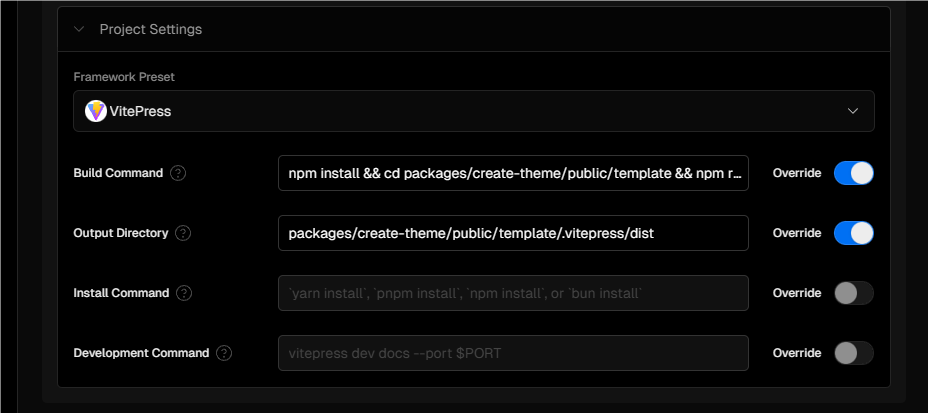 Project Settings
Framework Preset
VitePress
Build Command ? npm install && cd packages/create-theme/public/template && npm r... Override
Output Directory ? packages/create-theme/public/template/.vitepress/dist Override
Install Command ? `yarn install`, `pnpm install`, `npm install`, or `bun install` Override
Development Command ? vitepress dev docs --port $PORT Override